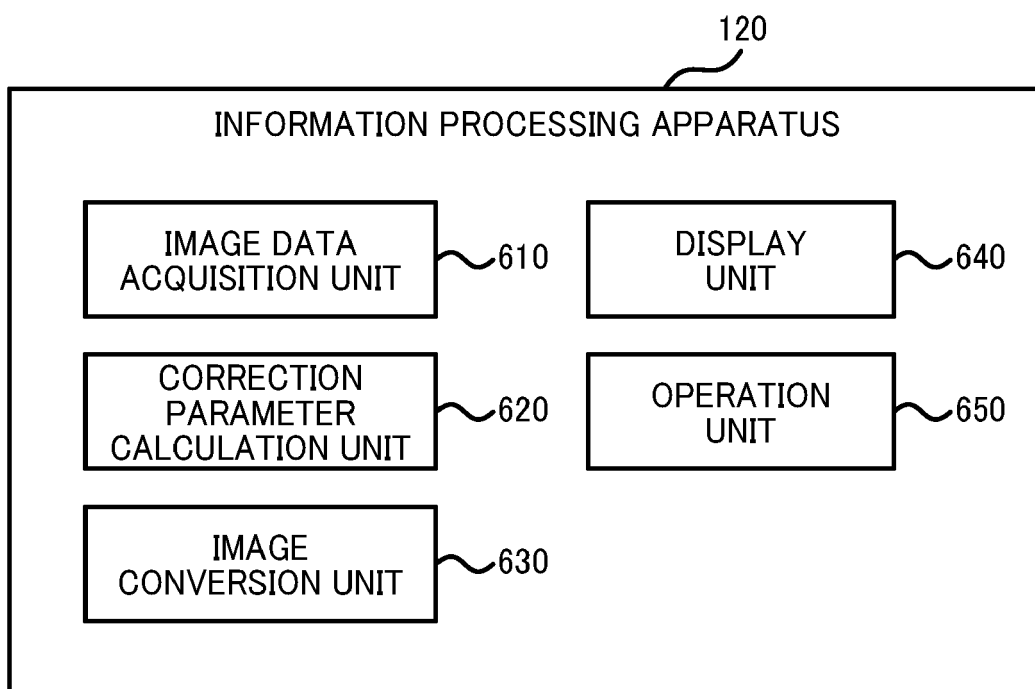 120
INFORMATION PROCESSING APPARATUS
IMAGE DATA
ACQUISITION UNIT
610
CORRECTION
PARAMETER
CALCULATION UNIT
620
IMAGE
CONVERSION UNIT
630
DISPLAY
UNIT
640
OPERATION
UNIT
650